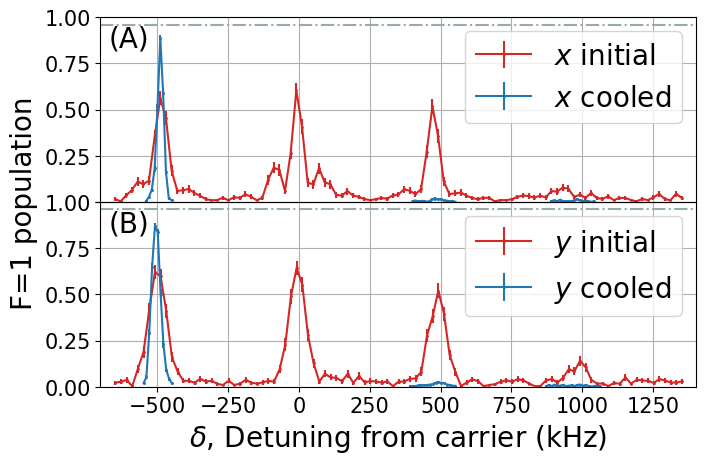 1.00
(A)
x initial
0.75
x cooled
0.50
0.25
1.00
(B)
y initial
0.75
y cooled
0.50
0.25
0.00
F=1 population
−500 −250 0 250 500 750 1000 1250
δ, Detuning from carrier (kHz)